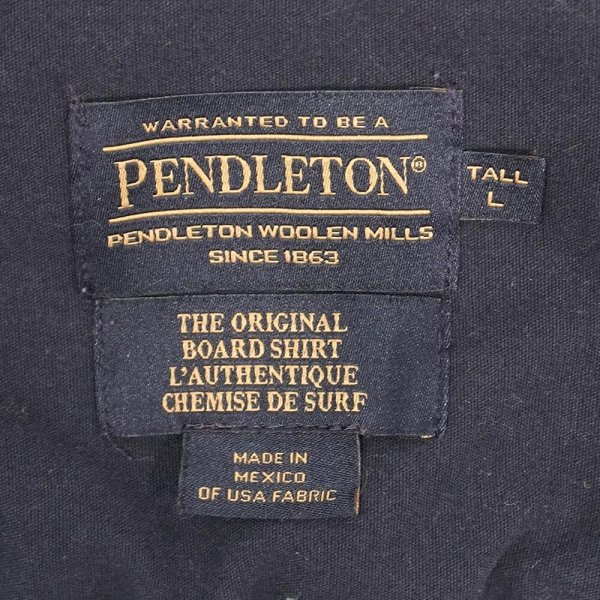 WARRANTED TO BE A
PENDLETON®
PENDLETON WOOLEN MILLS
SINCE 1863
TALL
L
THE ORIGINAL
BOARD SHIRT
L'AUTHENTIQUE
CHEMISE DE SURF
MADE IN
MEXICO
OF USA FABRIC